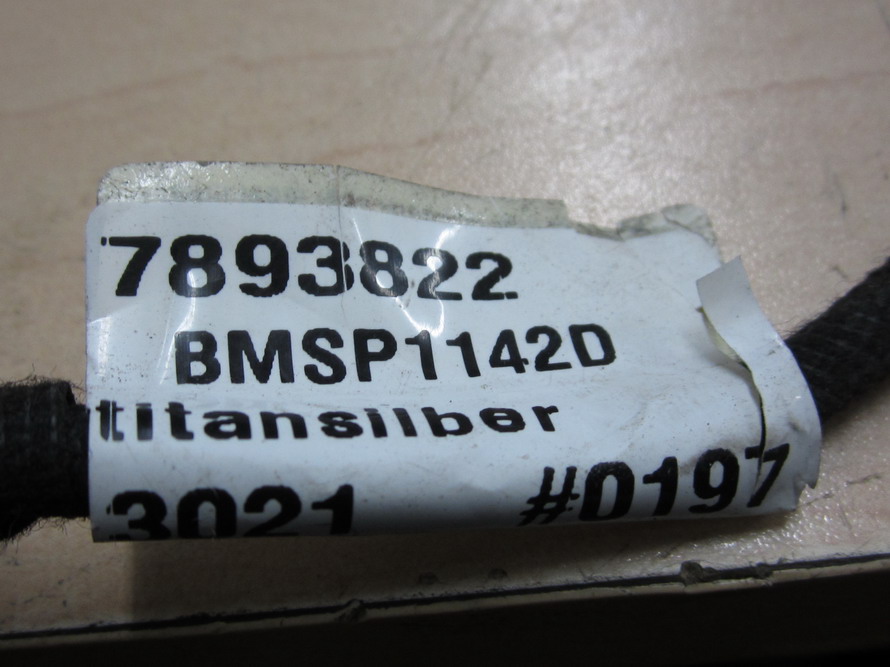 7893822
BMSP1142D
titansilber
3021 #0197